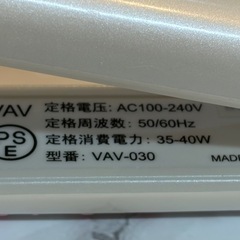 VAV
定格電圧: AC100-240V
定格周波数: 50/60Hz
PS
E
定格消費電力: 35-40W
型番: VAV-030
MADE